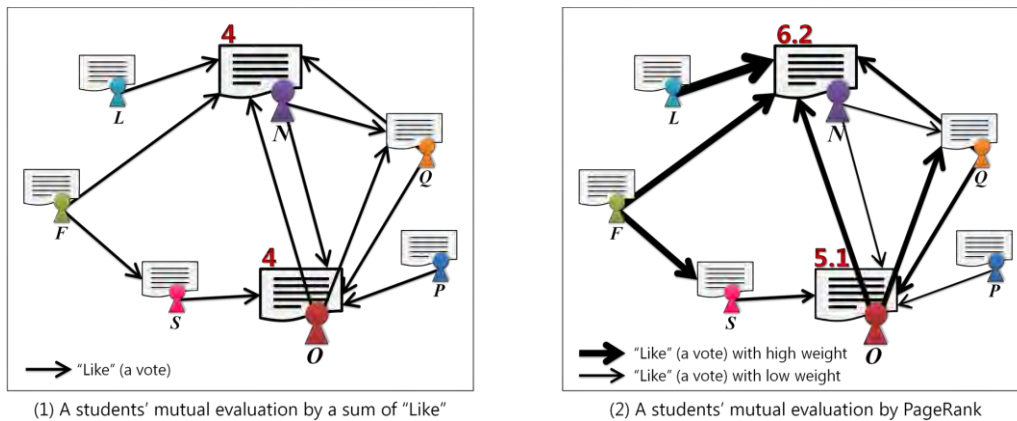 4
L
N
Q
F
4
P
S
O
"Like" (a vote)
(1) A students' mutual evaluation by a sum of "Like"
6.2
L
N
Q
F
5.1
P
S
O
"Like" (a vote) with high weight
"Like" (a vote) with low weight
(2) A students' mutual evaluation by PageRank